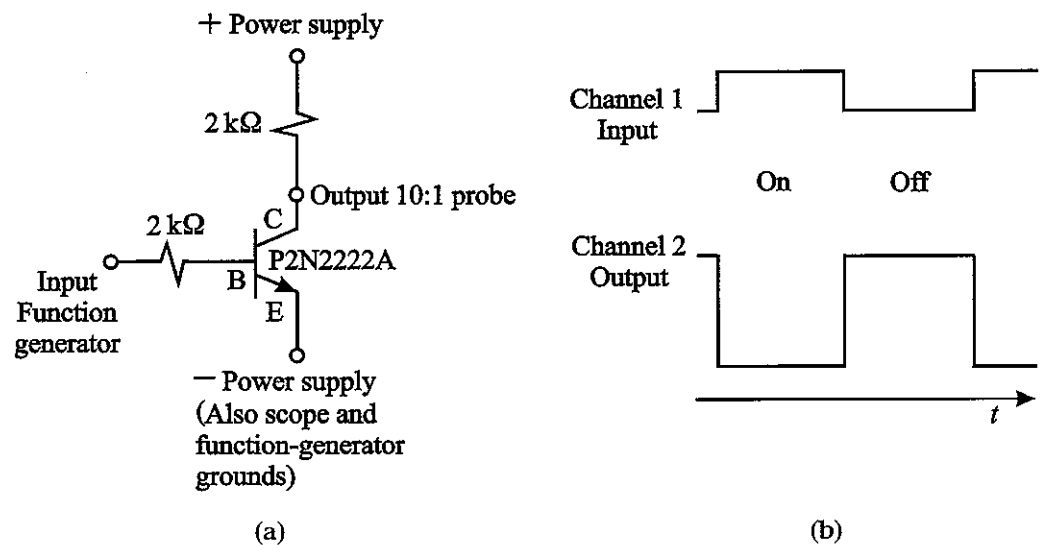 + Power supply
2 kΩ
Output 10:1 probe
C
2 kΩ
P2N2222A
B
E
Input
Function
generator
− Power supply
(Also scope and
function-generator
grounds)
(a)
Channel 1
Input
On
Off
Channel 2
Output
t
(b)